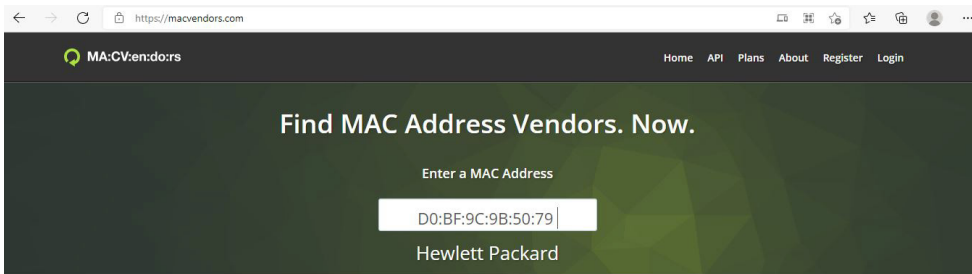 https://macvendors.com
MA:CV:en:do:rs
Home API Plans About Register Login
Find MAC Address Vendors. Now.
Enter a MAC Address
D0:BF:9C:9B:50:79
Hewlett Packard